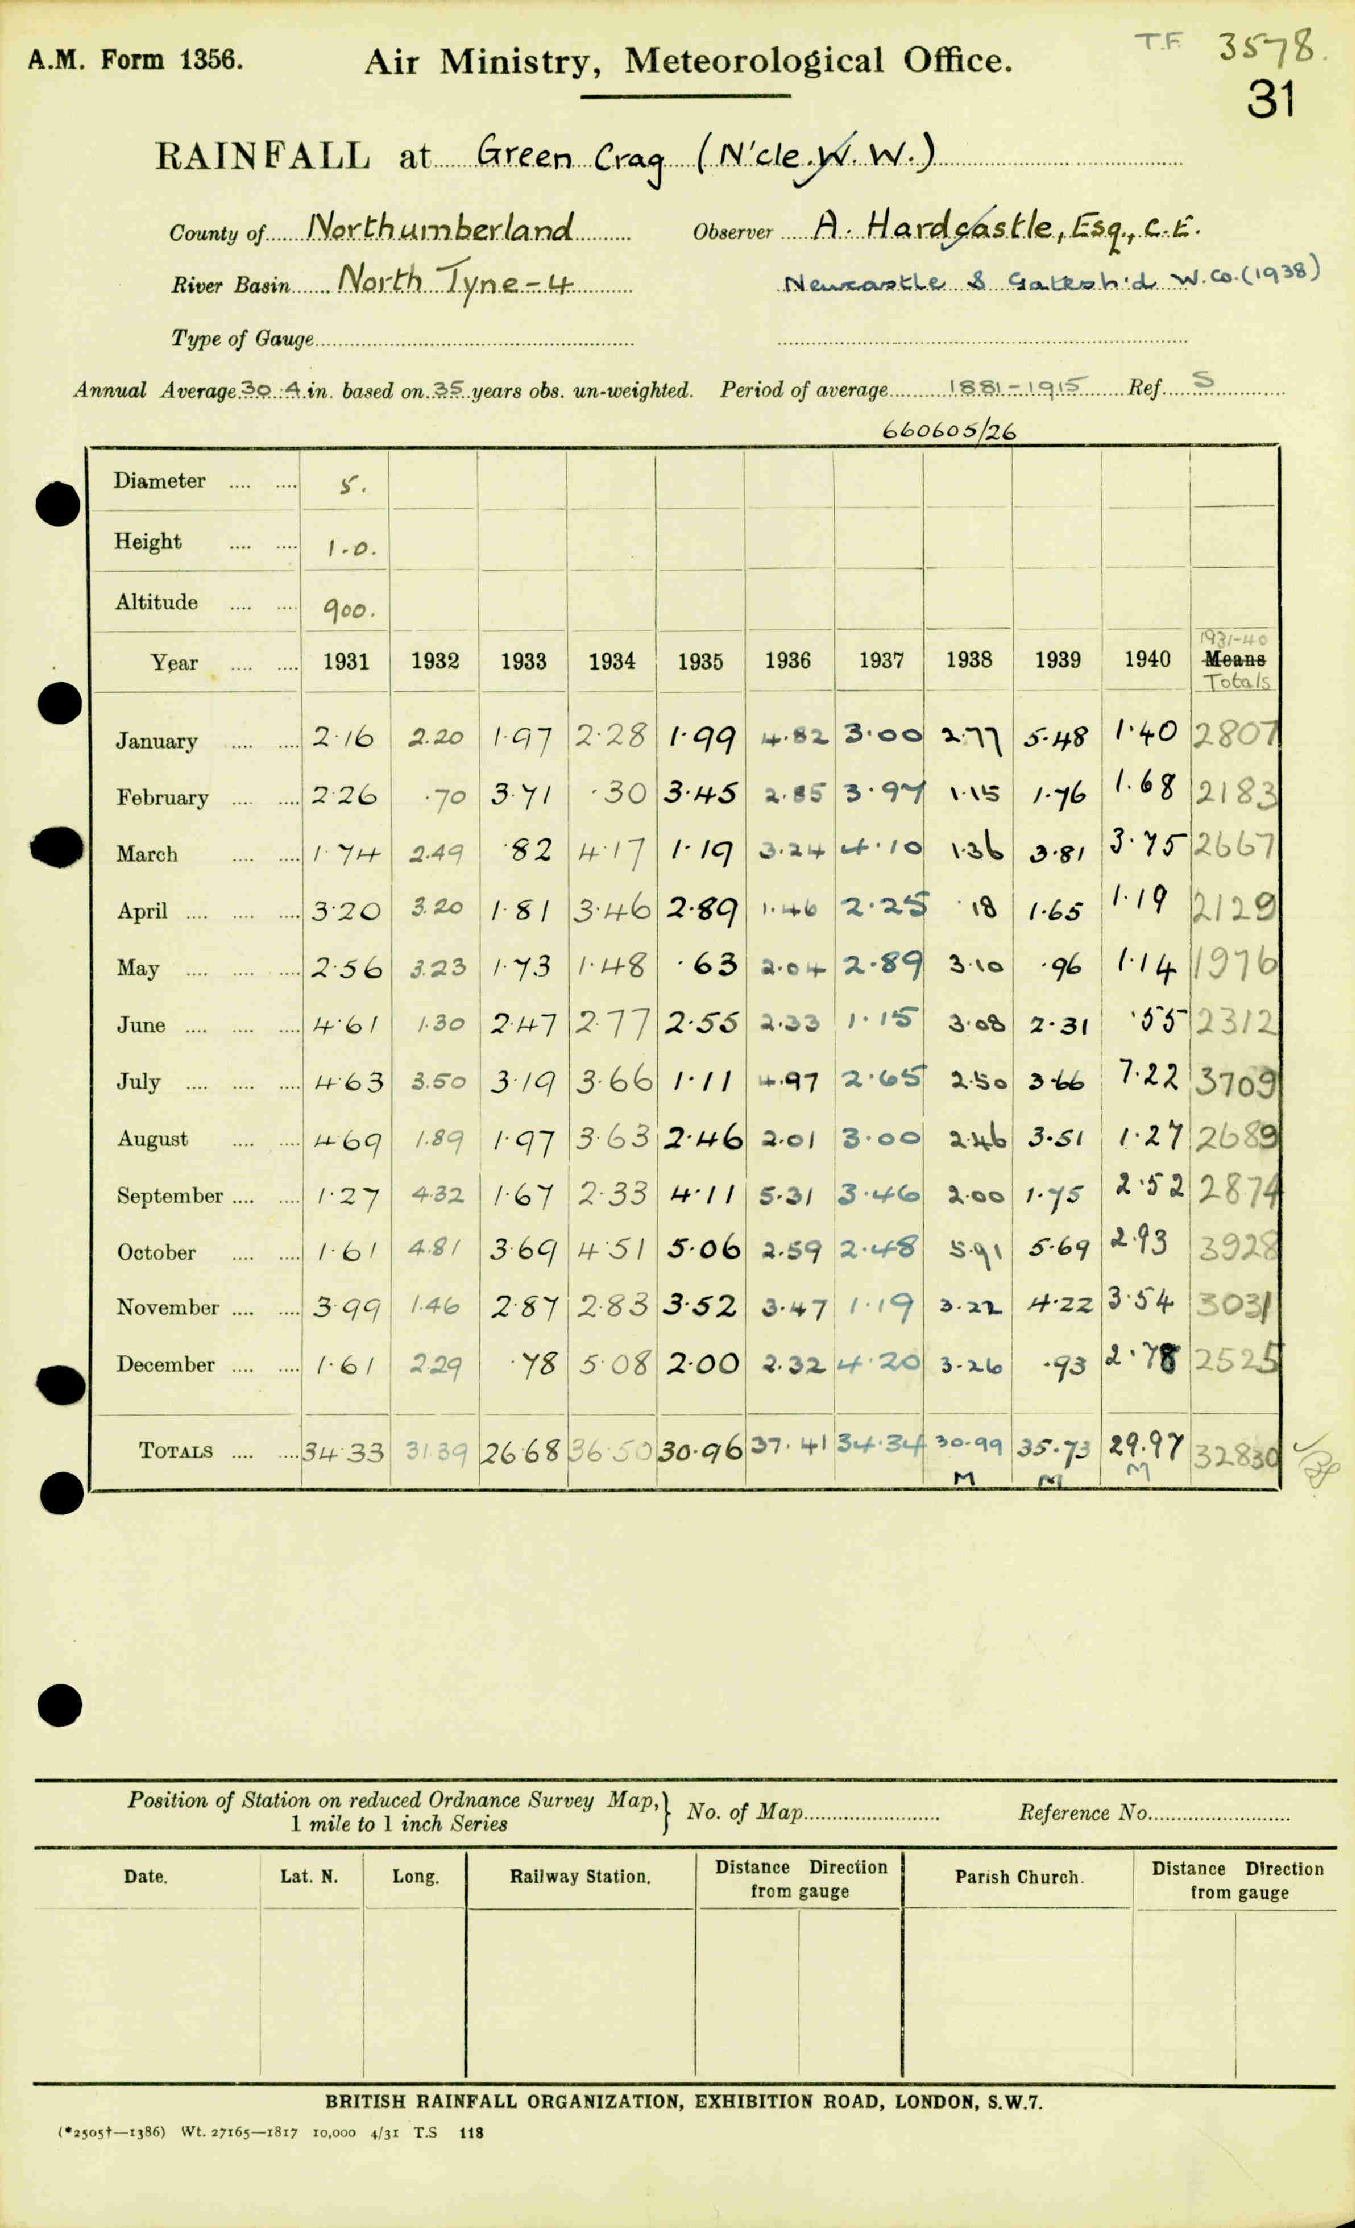 T.F. 3578.
A.M. Form 1356. Air Ministry, Meteorological Office.
31
RAINFALL at Green Crag (N'cle. W. W.)
County of Northumberland Observer A. Hardcastle, Esq., C.E.
River Basin North Tyne-4 Newcastle & Gatesh'd W. Co. (1938)
Type of Gauge
Annual Average 30.4 in. based on 35 years obs. un-weighted. Period of average 1881-1915 Ref. S
660605/26
Diameter .... .... 5.
Height .... .... 1.0.
Altitude .... .... 900.
1931-40
Year .... .... 1931 1932 1933 1934 1935 1936 1937 1938 1939 1940 Means
Totals
January .... .... 2.16 2.20 1.97 2.28 1.99 4.82 3.00 2.77 5.48 1.40 2807
February .... .... 2.26 .70 3.71 .30 3.45 2.85 3.97 1.15 1.76 1.68 2183
March .... .... 1.74 2.49 .82 4.17 1.19 3.24 4.10 1.36 3.81 3.75 2667
April .... .... .... 3.20 3.20 1.81 3.46 2.89 1.46 2.25 .18 1.65 1.19 2129
May .... .... .... 2.56 3.23 1.73 1.48 .63 2.04 2.89 3.10 .96 1.14 1976
June .... .... .... 4.61 1.30 2.47 2.77 2.55 2.33 1.15 3.08 2.31 .55 2312
July .... .... .... 4.63 3.50 3.19 3.66 1.11 4.97 2.65 2.50 3.66 7.22 3709
August .... .... 4.69 1.89 1.97 3.63 2.46 2.01 3.00 2.46 3.51 1.27 2689
September .... .... 1.27 4.32 1.67 2.33 4.11 5.31 3.46 2.00 1.75 2.52 2874
October .... .... 1.61 4.81 3.69 4.51 5.06 2.59 2.48 5.91 5.69 2.93 3928
November .... .... 3.99 1.46 2.87 2.83 3.52 3.47 1.19 3.22 4.22 3.54 3031
December .... .... 1.61 2.29 .78 5.08 2.00 2.32 4.20 3.26 .93 2.78 2525
TOTALS .... .... 34.33 31.39 26.68 36.50 30.96 37.41 34.34 30.99 35.73 29.97 32830
M M M
Position of Station on reduced Ordnance Survey Map,} No. of Map Reference No.
1 mile to 1 inch Series
Date. Lat. N. Long. Railway Station. Distance Direction from gauge Parish Church. Distance Direction from gauge
BRITISH RAINFALL ORGANIZATION, EXHIBITION ROAD, LONDON, S.W.7.
(*2505†—1386) Wt. 27165—1817 10,000 4/31 T.S 118